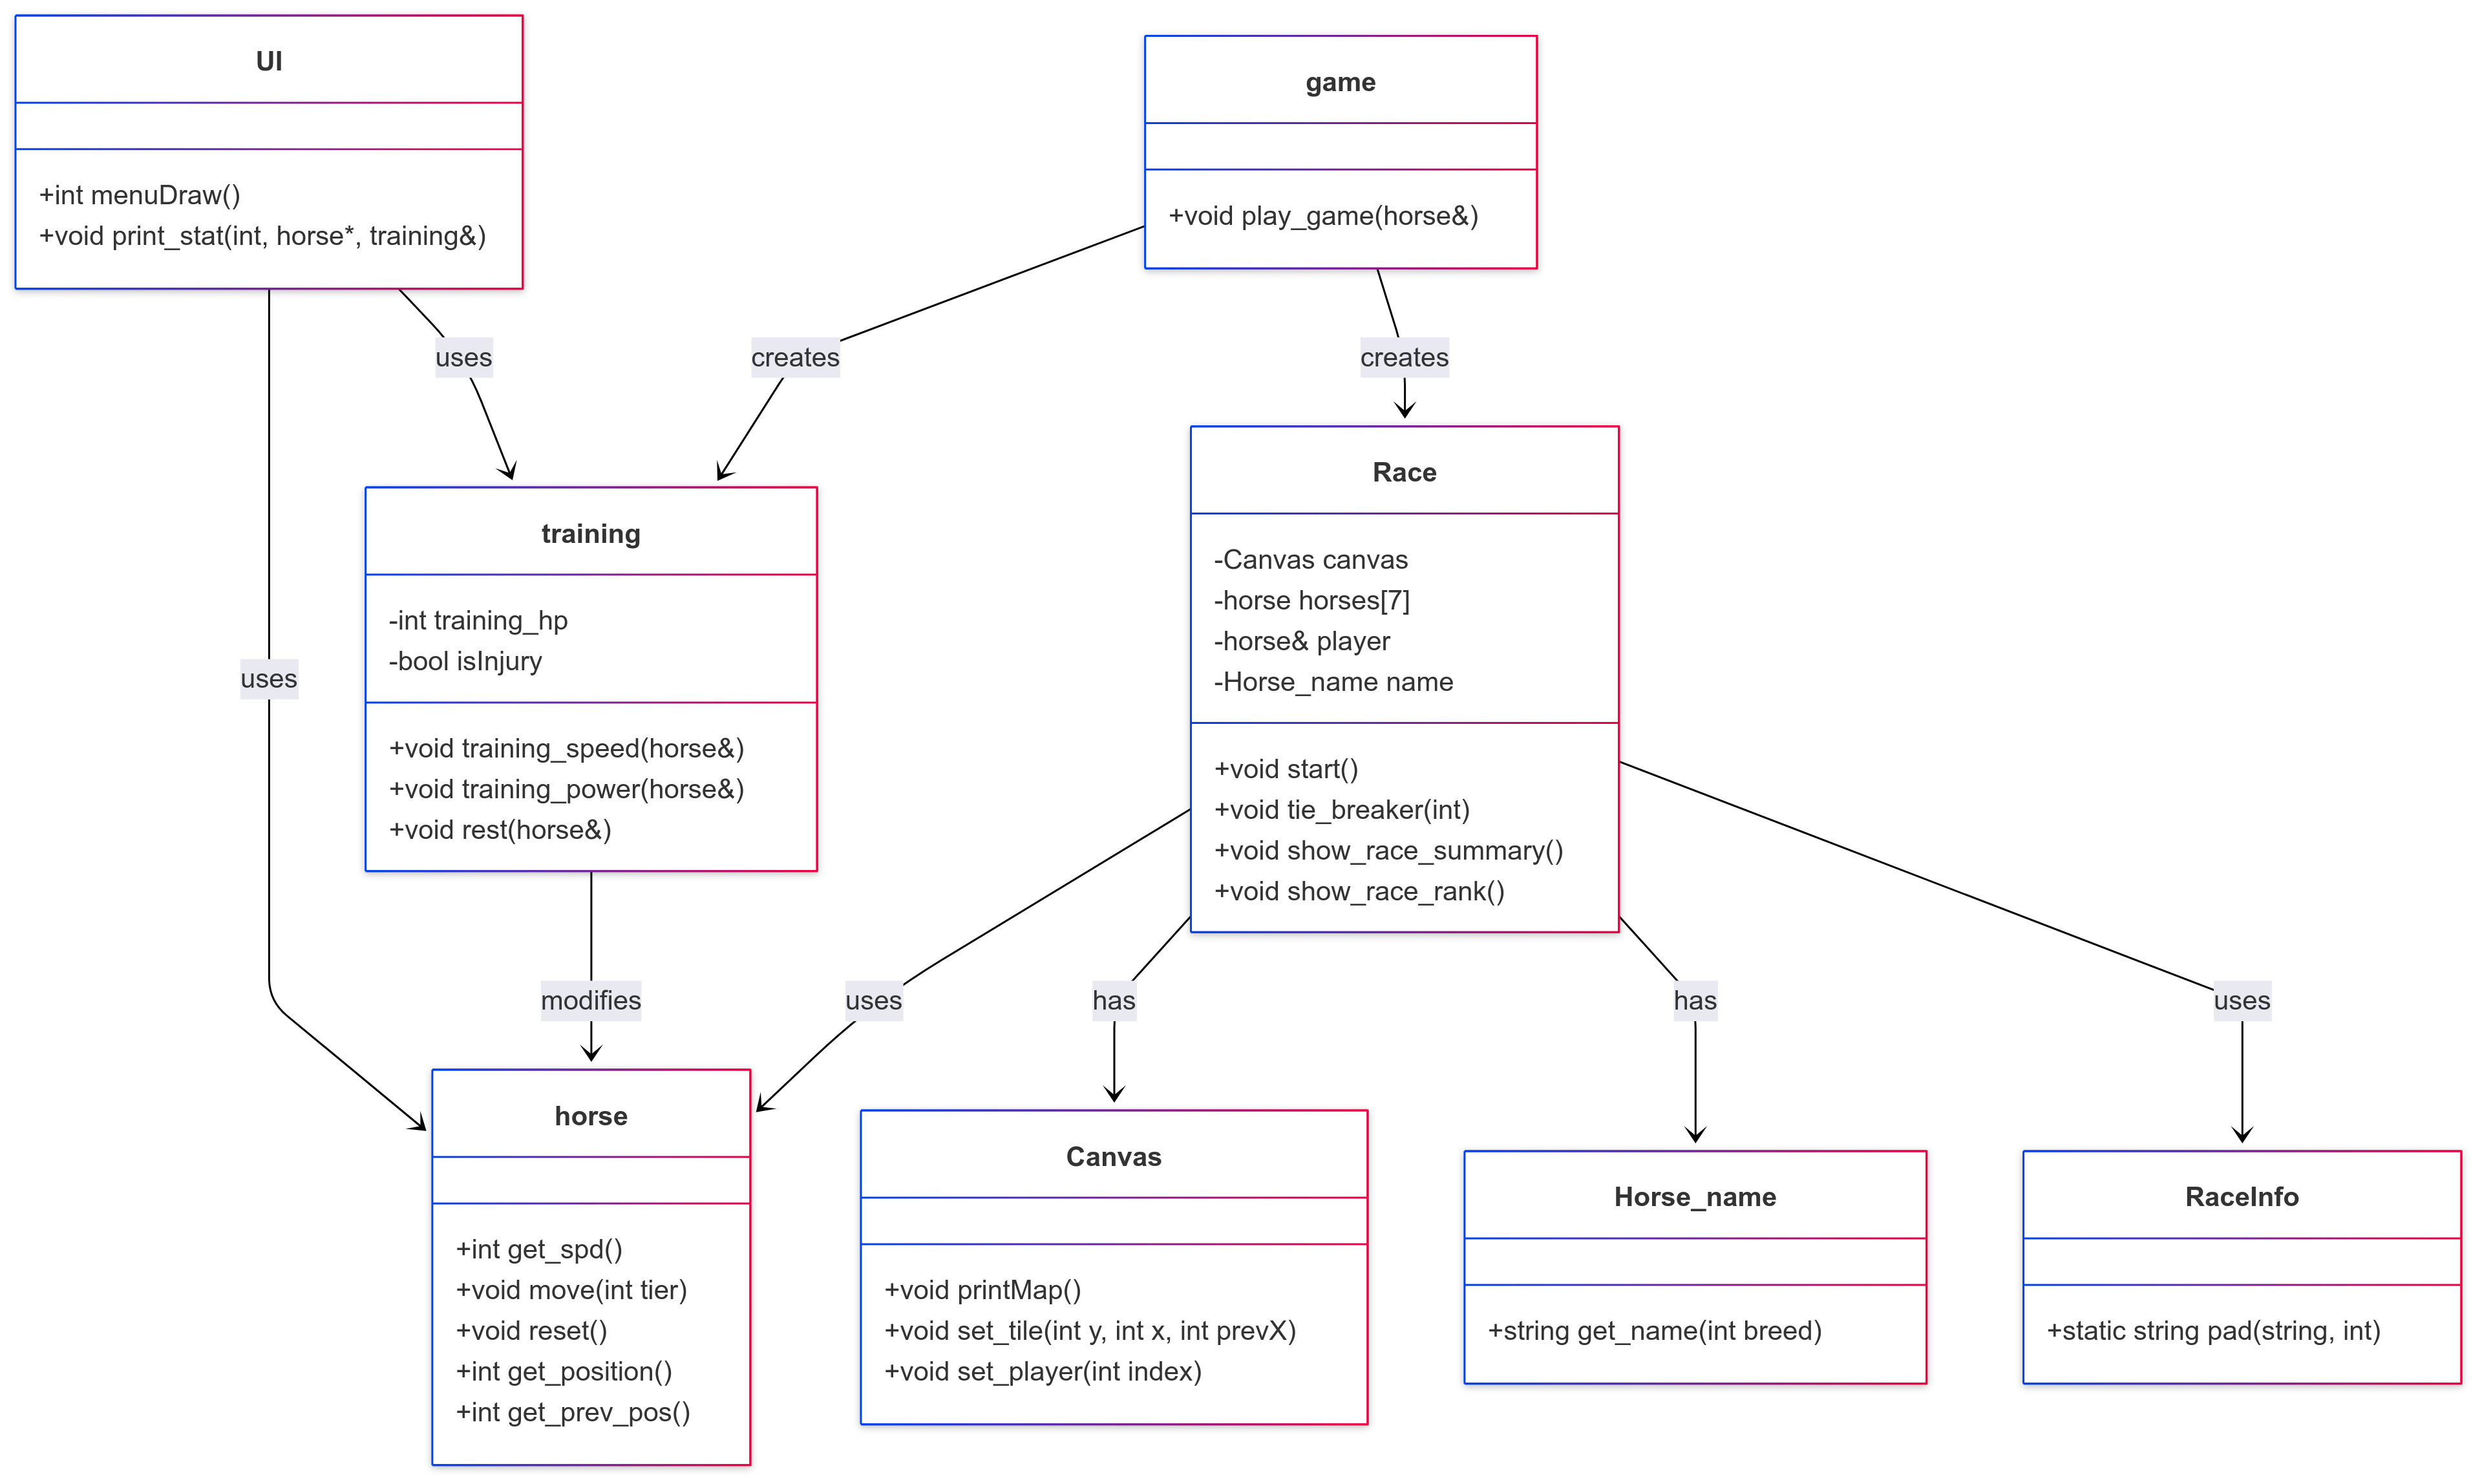 UI
+int menuDraw()
+void print_stat(int, horse*, training&)
game
+void play_game(horse&)
uses
creates
creates
training
-int training_hp
-bool isInjury
+void training_speed(horse&)
+void training_power(horse&)
+void rest(horse&)
Race
-Canvas canvas
-horse horses[7]
-horse& player
-Horse_name name
+void start()
+void tie_breaker(int)
+void show_race_summary()
+void show_race_rank()
uses
modifies
uses
has
has
uses
horse
+int get_spd()
+void move(int tier)
+void reset()
+int get_position()
+int get_prev_pos()
Canvas
+void printMap()
+void set_tile(int y, int x, int prevX)
+void set_player(int index)
Horse_name
+string get_name(int breed)
RaceInfo
+static string pad(string, int)